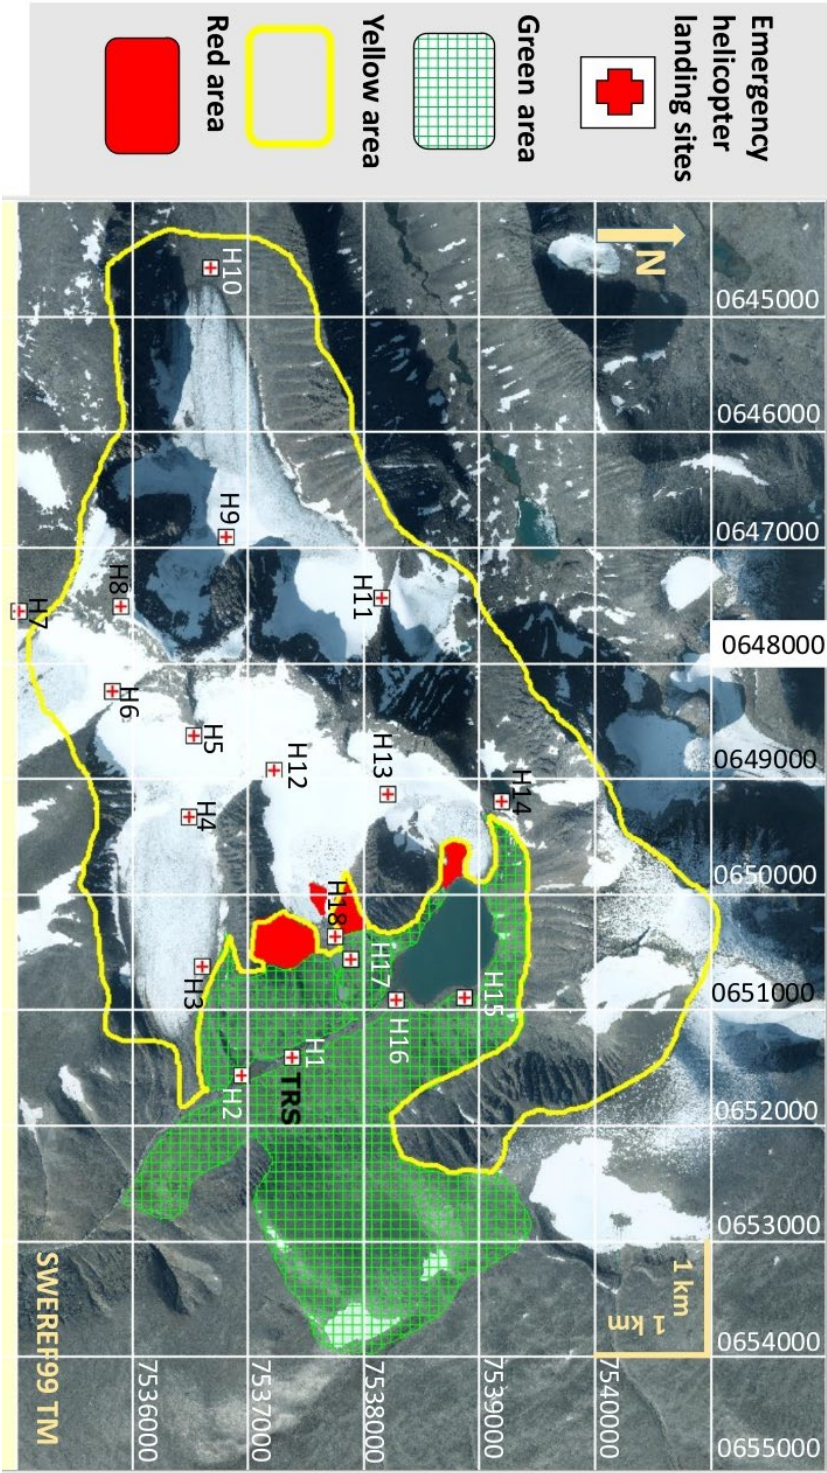 Emergency
helicopter
landing sites
Green area
Yellow area
Red area
N
0645000
0646000
0647000
0648000
0649000
0650000
0651000
0652000
0653000
0654000
0655000
7540000
7539000
7538000
7537000
7536000
1 km
1 km
H10
H9
H11
H8
H7
H6
H5
H12
H13
H14
H4
H18
H17
H15
H3
H16
H1
TRS
H2
SWEREF99 TM